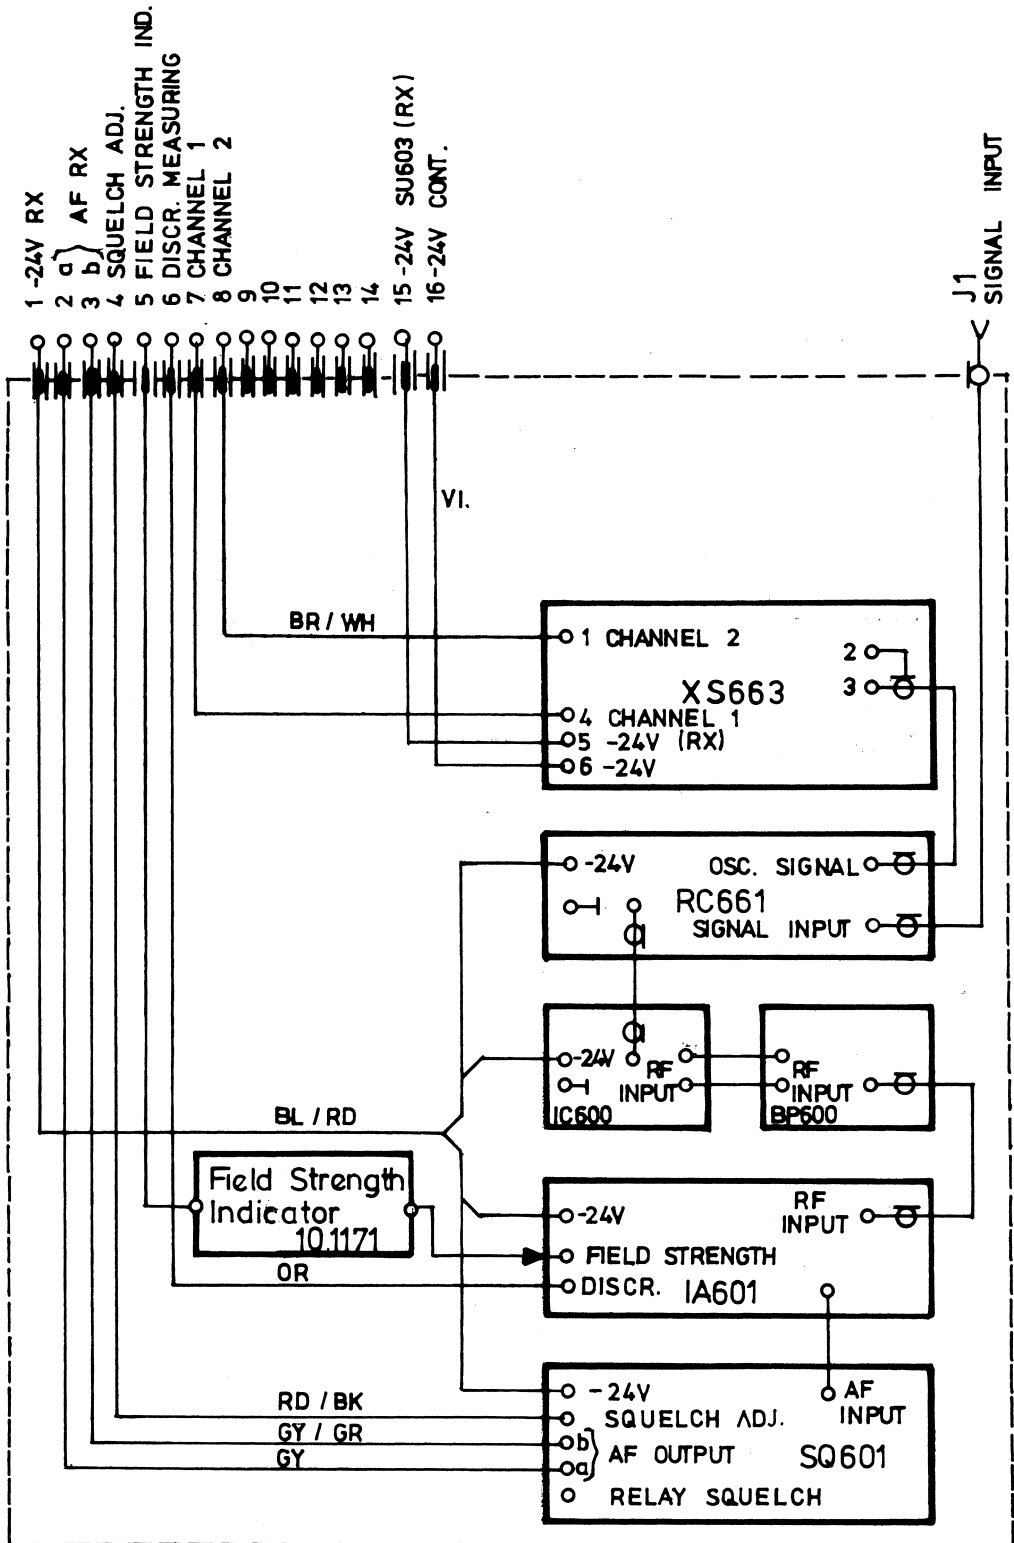 1 -24V RX
2 a } AF RX
3 b
4 SQUELCH ADJ.
5 FIELD STRENGTH IND.
6 DISCR. MEASURING
7 CHANNEL 1
8 CHANNEL 2
9
10
11
12
13
14
15 -24V SU603 (RX)
16 -24V CONT.
J1
SIGNAL INPUT
VI.
BR / WH
1 CHANNEL 2
2
XS663
3
4 CHANNEL 1
5 -24V (RX)
6 -24V
-24V
OSC. SIGNAL
RC661
SIGNAL INPUT
-24V
RF
INPUT
IC600
RF
INPUT
BP600
BL / RD
Field Strength
Indicator
10.1171
-24V
RF
INPUT
FIELD STRENGTH
OR
DISCR.
IA601
-24V
AF
INPUT
RD / BK
SQUELCH ADJ.
GY / GR
b
AF OUTPUT
SQ601
GY
a
RELAY SQUELCH